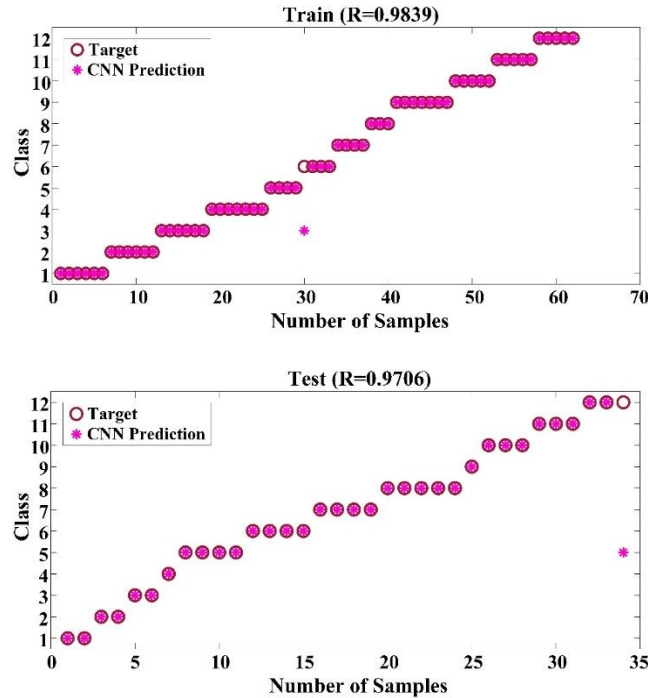 Train (R=0.9839)
Target
CNN Prediction
Class
12
11
10
9
8
7
6
5
4
3
2
1
0 10 20 30 40 50 60 70
Number of Samples
Test (R=0.9706)
Target
CNN Prediction
Class
12
11
10
9
8
7
6
5
4
3
2
1
0 5 10 15 20 25 30 35
Number of Samples